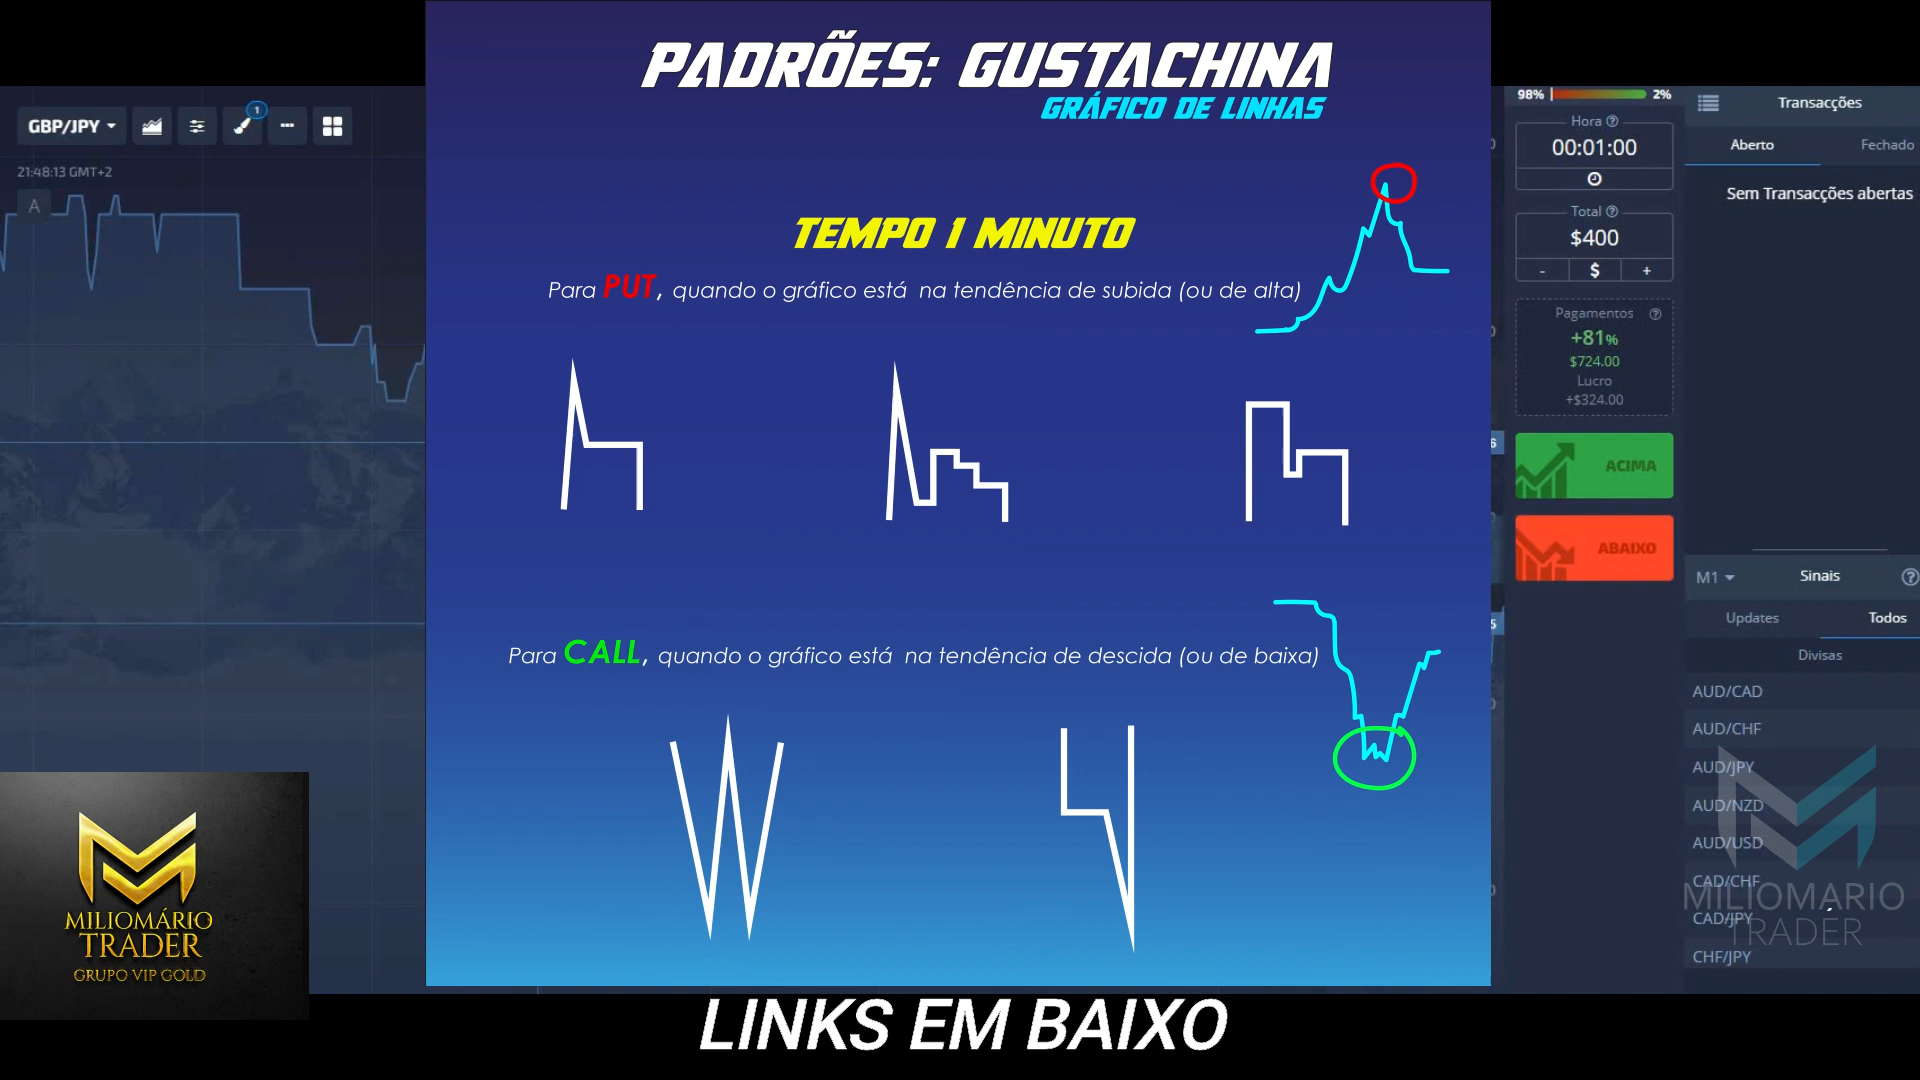 PADRÕES: GUSTACHINA
GRÁFICO DE LINHAS
TEMPO 1 MINUTO
Para PUT, quando o gráfico está na tendência de subida (ou de alta)
Para CALL, quando o gráfico está na tendência de descida (ou de baixa)
GBP/JPY
1
21:48:13 GMT+2
A
98%
2%
Hora
00:01:00
Total
$400
- $ +
Pagamentos
+81%
$724.00
Lucro
+$324.00
ACIMA
ABAIXO
Transacções
Aberto Fechado
Sem Transacções abertas
M1 Sinais
Updates Todos
Divisas
AUD/CAD
AUD/CHF
AUD/JPY
AUD/NZD
AUD/USD
CAD/CHF
CAD/JPY
CHF/JPY
MILIOMÁRIO
TRADER
MILIOMÁRIO
TRADER
GRUPO VIP GOLD
LINKS EM BAIXO